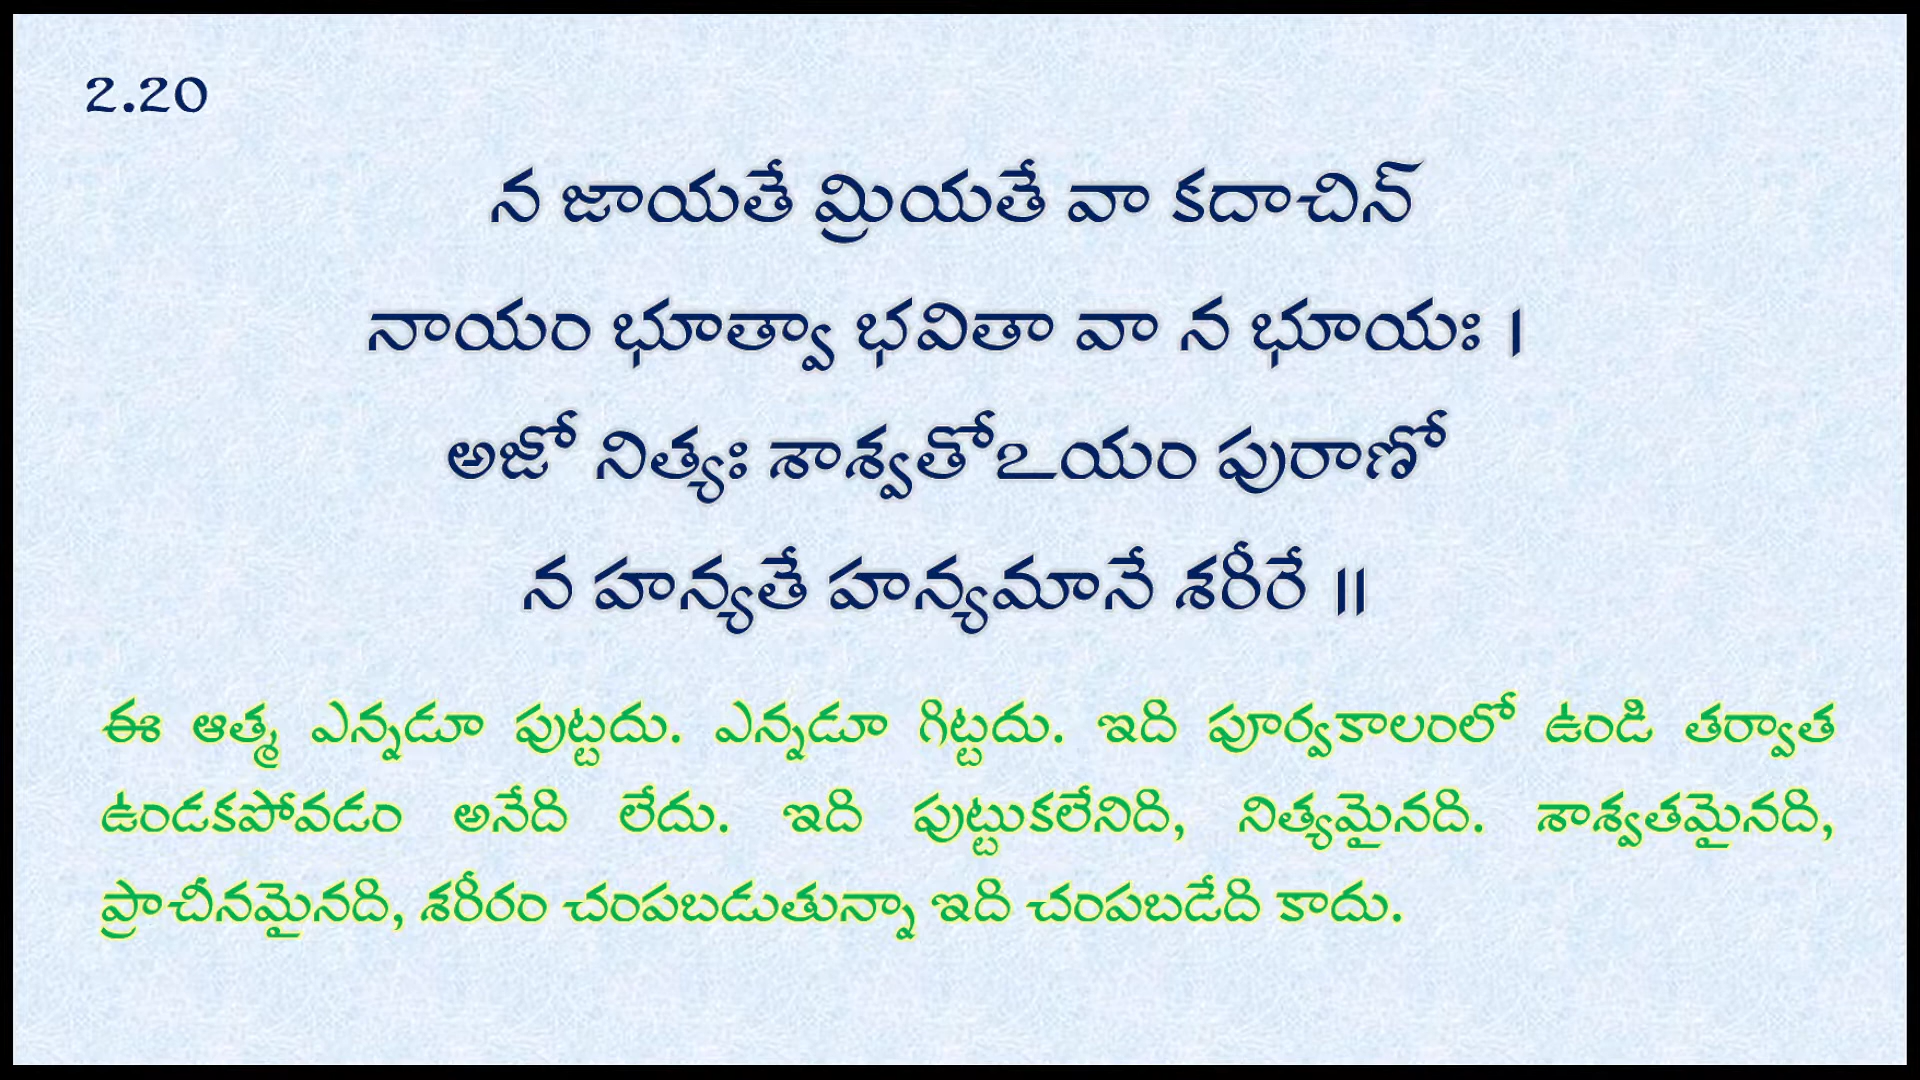 2.20
న జాయతే మ్రియతే వా కదాచిన్
నాయం భూత్వా భవితా వా న భూయః ।
అజో నిత్యః శాశ్వతోఽయం పురాణో
న హన్యతే హన్యమానే శరీరే ॥
ఈ ఆత్మ ఎన్నడూ పుట్టదు. ఎన్నడూ గిట్టదు. ఇది పూర్వకాలంలో ఉండి తర్వాత
ఉండకపోవడం అనేది లేదు. ఇది పుట్టుకలేనిది, నిత్యమైనది. శాశ్వతమైనది,
ప్రాచీనమైనది, శరీరం చంపబడుతున్నా ఇది చంపబడేది కాదు.